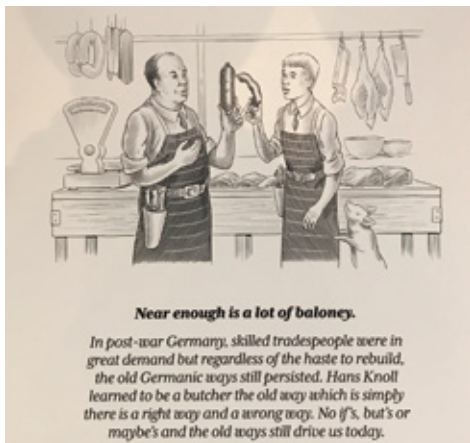 Near enough is a lot of baloney.
In post-war Germany, skilled tradespeople were in
great demand but regardless of the haste to rebuild,
the old Germanic ways still persisted. Hans Knoll
learned to be a butcher the old way which is simply
there is a right way and a wrong way. No if's, but's or
maybe's and the old ways still drive us today.